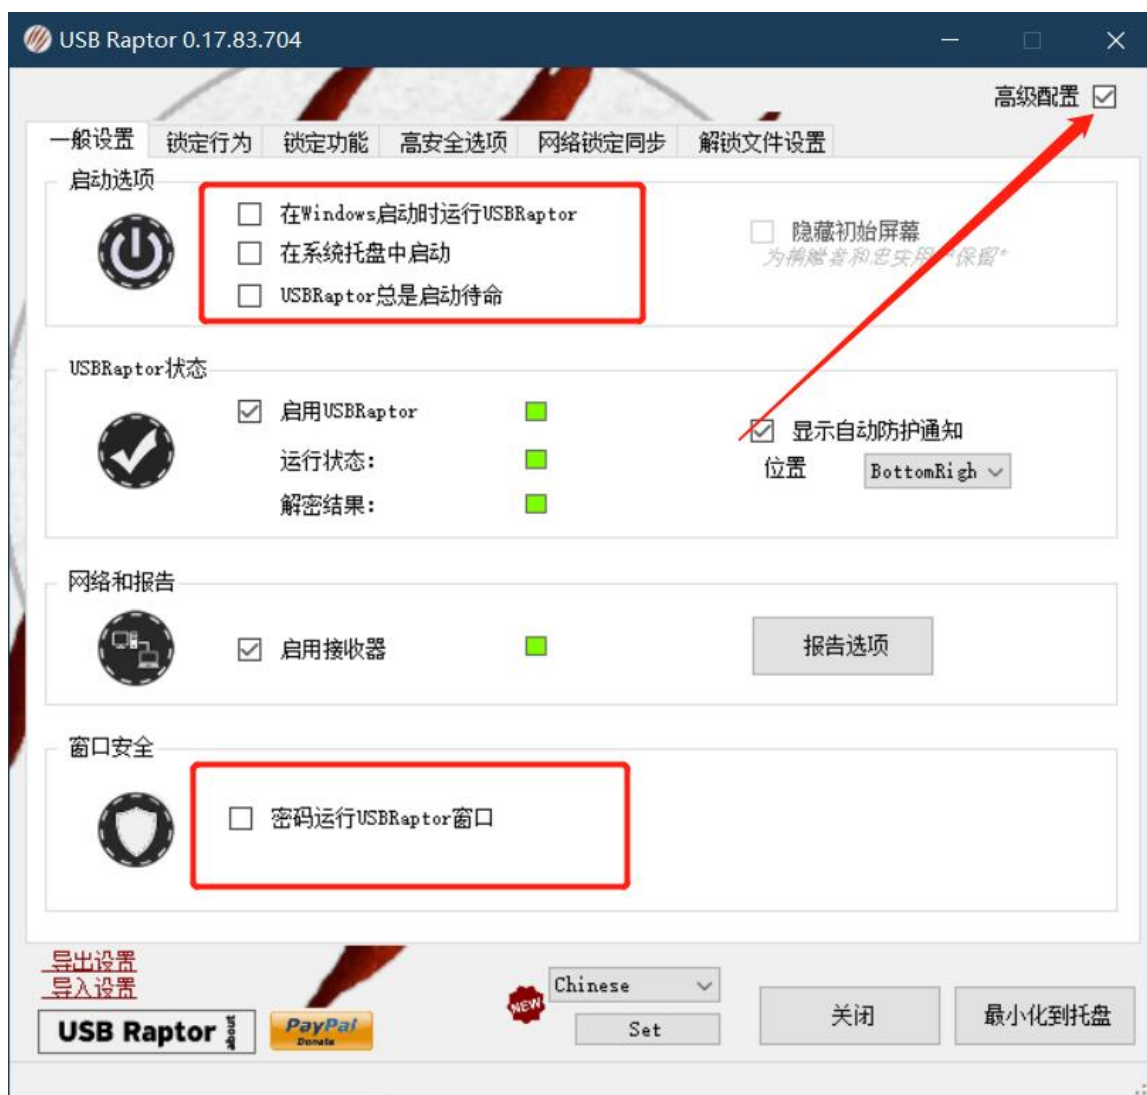 USB Raptor 0.17.83.704
高级配置
一般设置 锁定行为 锁定功能 高安全选项 网络锁定同步 解锁文件设置
启动选项
在Windows启动时运行USBRaptor
在系统托盘中启动
USBRaptor总是启动待命
隐藏初始屏幕
为捐赠者和忠实用 保留*
USBRaptor状态
启用USBRaptor
运行状态:
解密结果:
显示自动防护通知
位置 BottomRigh
网络和报告
启用接收器
报告选项
窗口安全
密码运行USBRaptor窗口
导出设置
导入设置
USB Raptor about
PayPal
Donate
NEW
Chinese
Set
关闭
最小化到托盘